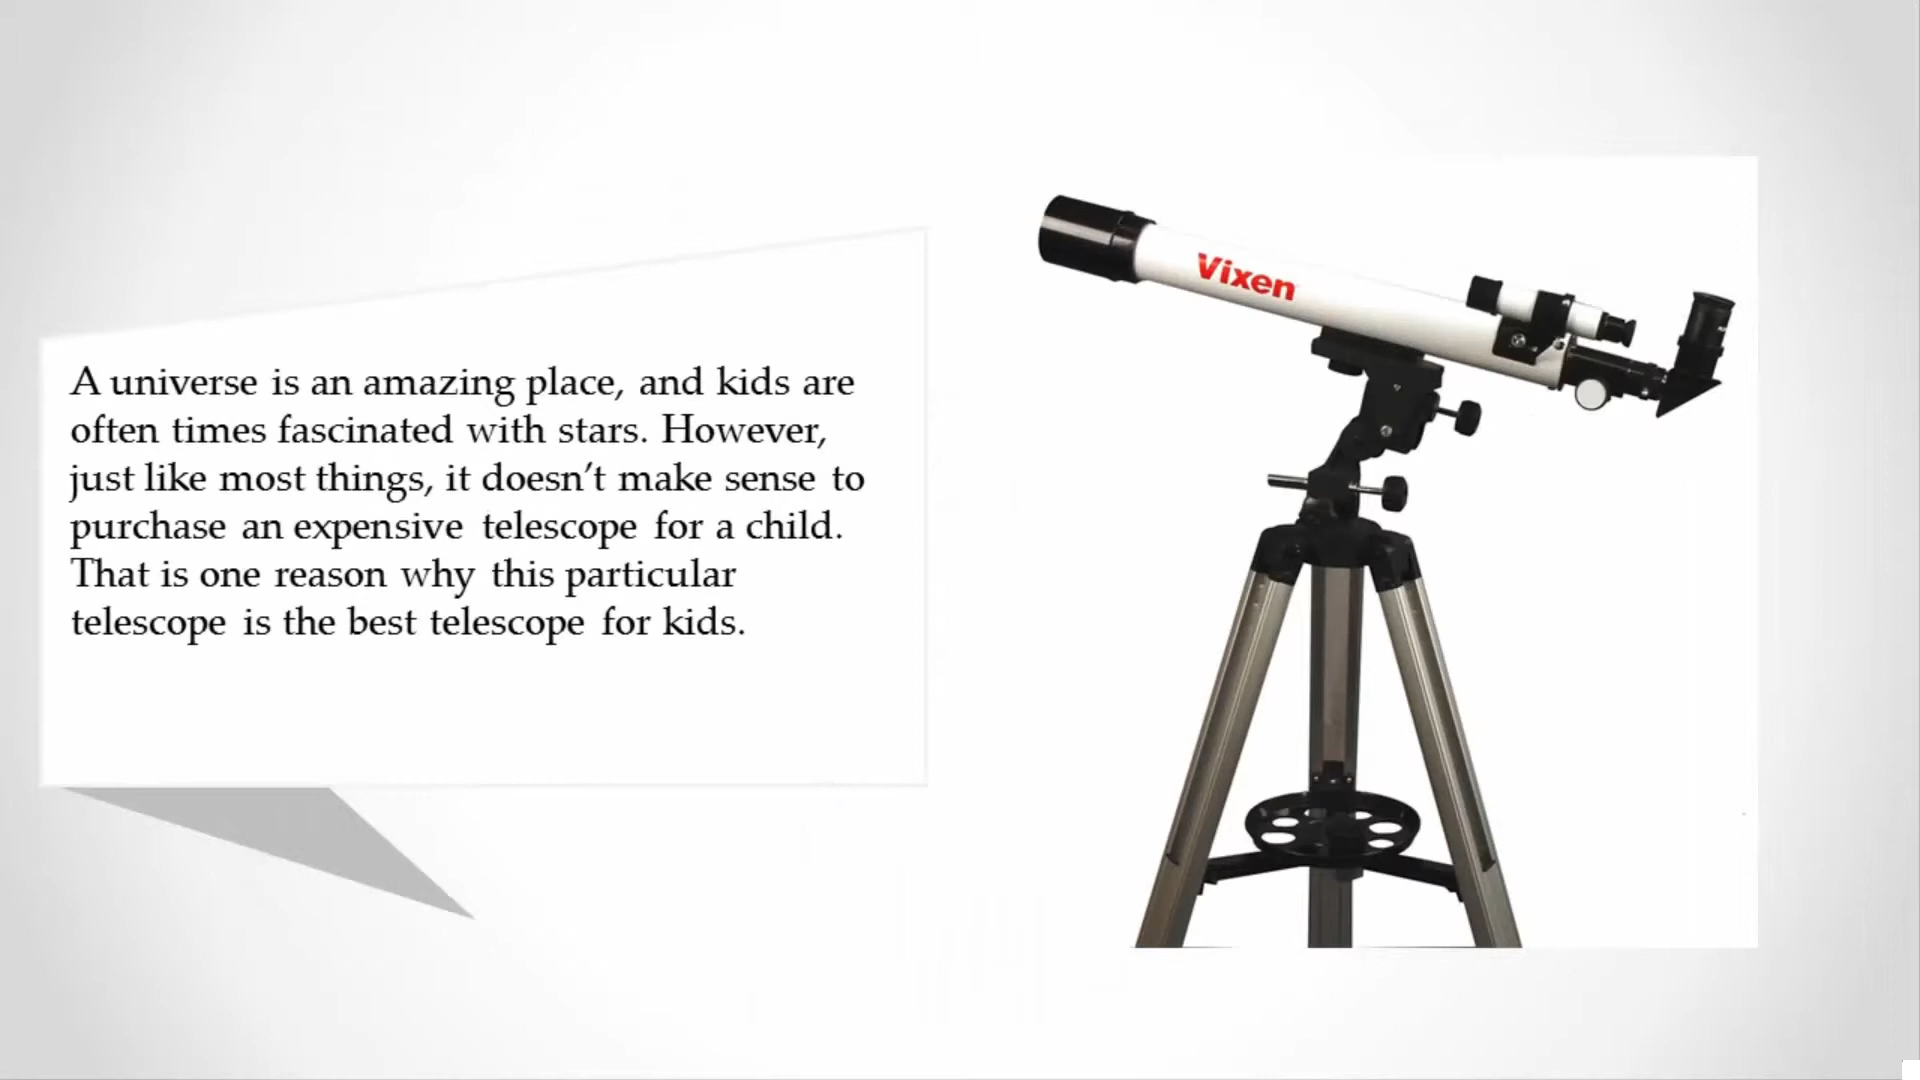 A universe is an amazing place, and kids are
often times fascinated with stars. However,
just like most things, it doesn’t make sense to
purchase an expensive telescope for a child.
That is one reason why this particular
telescope is the best telescope for kids.
Vixen